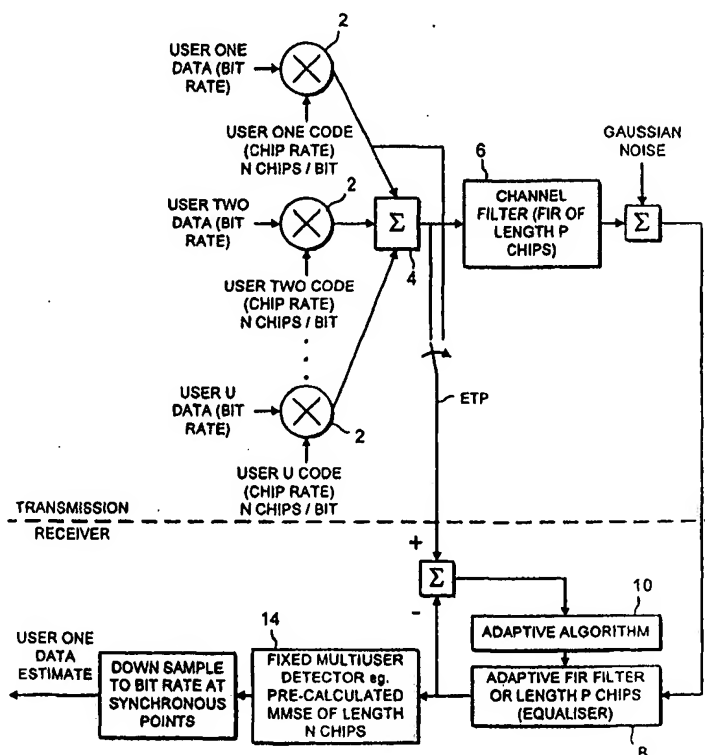 2
USER ONE
DATA (BIT
RATE)
USER ONE CODE
(CHIP RATE)
N CHIPS / BIT
GAUSSIAN
NOISE
6
CHANNEL
FILTER (FIR OF
LENGTH P
CHIPS)
Σ
2
USER TWO
DATA (BIT
RATE)
Σ
4
USER TWO CODE
(CHIP RATE)
N CHIPS / BIT
ETP
USER U
DATA (BIT
RATE)
2
USER U CODE
(CHIP RATE)
N CHIPS / BIT
TRANSMISSION
RECEIVER
+
Σ
-
10
ADAPTIVE ALGORITHM
14
USER ONE
DATA
ESTIMATE
DOWN SAMPLE
TO BIT RATE AT
SYNCHRONOUS
POINTS
FIXED MULTIUSER
DETECTOR eg.
PRE-CALCULATED
MMSE OF LENGTH
N CHIPS
ADAPTIVE FIR FILTER
OR LENGTH P CHIPS
(EQUALISER)